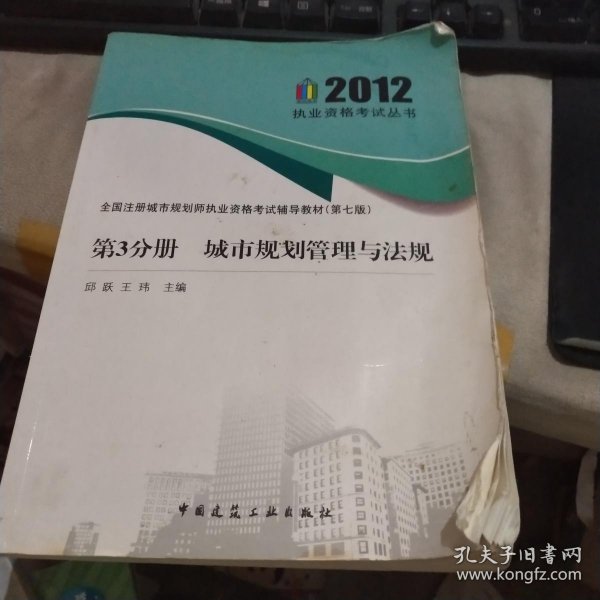 2012
执业资格考试丛书
全国注册城市规划师执业资格考试辅导教材(第七版)
第3分册 城市规划管理与法规
邱跃 王玮 主编
中国建筑工业出版社
孔夫子旧书网
www.kongfz.com